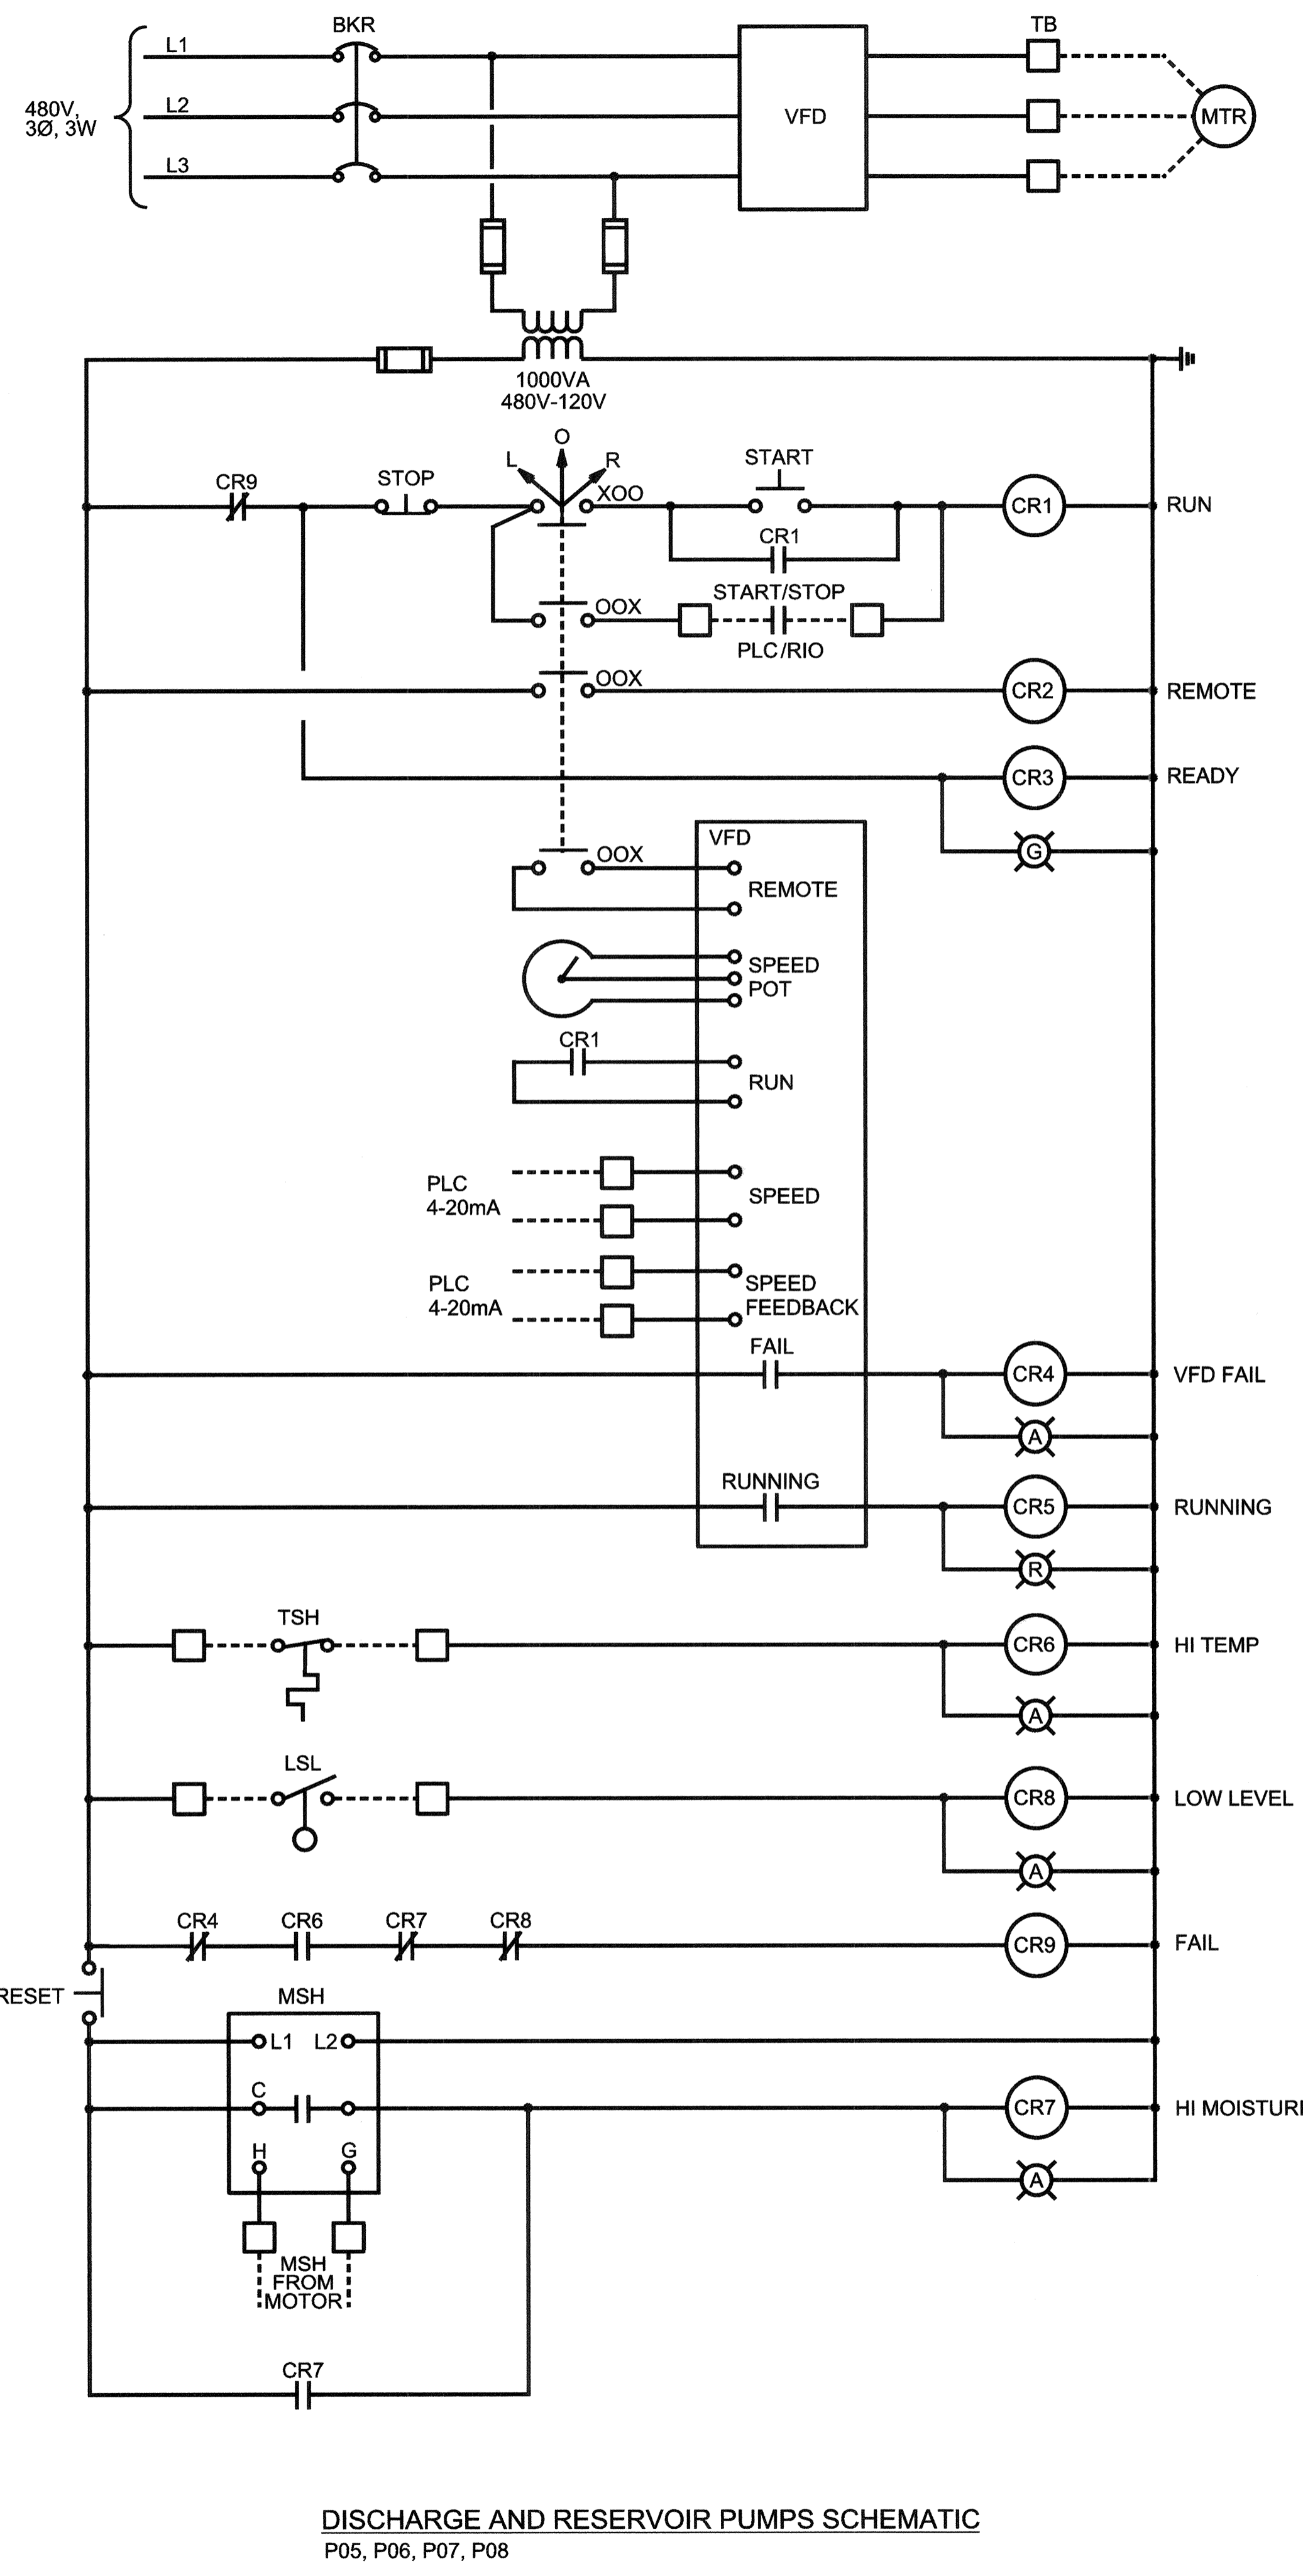 BKR
TB
L1
480V,
3Ø, 3W
L2
VFD
MTR
L3
1000VA
480V-120V
O
L
R
CR9
STOP
XOO
START
CR1
RUN
CR1
START/STOP
OOX
PLC/RIO
OOX
CR2
REMOTE
CR3
READY
VFD
G
OOX
REMOTE
SPEED
POT
CR1
RUN
PLC
4-20mA
SPEED
PLC
4-20mA
SPEED
FEEDBACK
FAIL
CR4
VFD FAIL
A
RUNNING
CR5
RUNNING
R
TSH
CR6
HI TEMP
A
LSL
CR8
LOW LEVEL
A
CR4
CR6
CR7
CR8
CR9
FAIL
RESET
MSH
L1
L2
C
CR7
HI MOISTURI
H
G
A
MSH
FROM
MOTOR
CR7
DISCHARGE AND RESERVOIR PUMPS SCHEMATIC
P05, P06, P07, P08